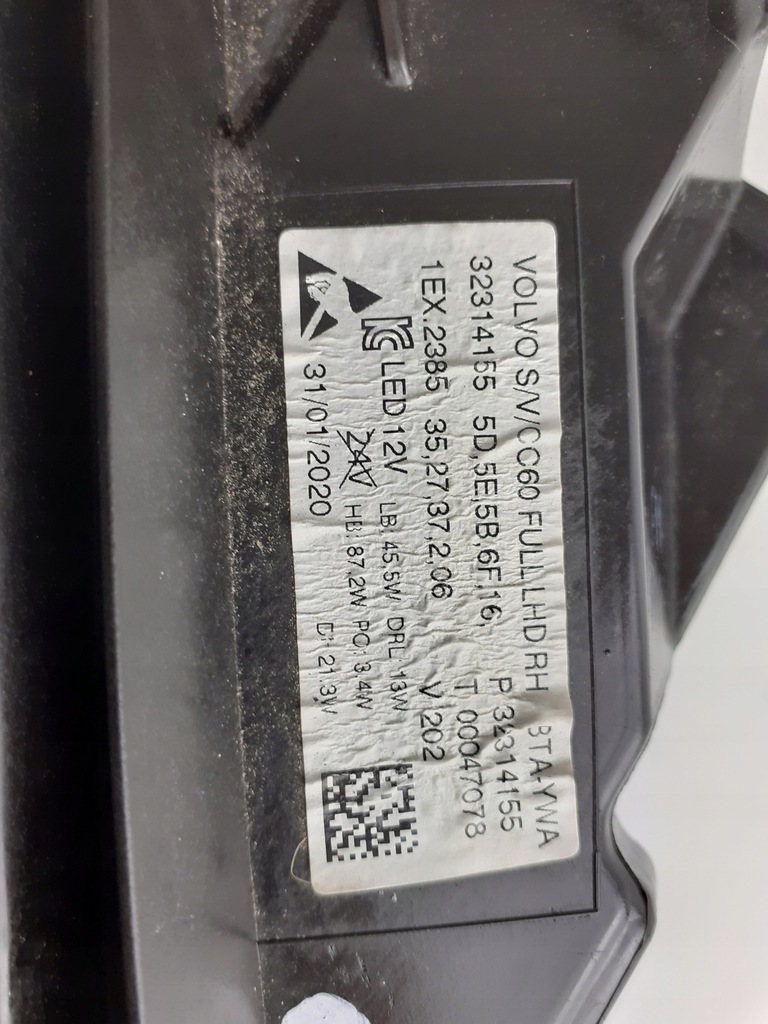 VOLVO S/V/CC60 FULL LHD RH BTA-YWA
32314155 5D,5E,5B,6F,16, P 32314155
1EX.2385 35,27,37,2,06 T 00047078
V 202
LED 12V LB: 45,5W DRL: 13W
24V HB: 87.2W PO: 3.4W
31/01/2020 DI: 21.3W